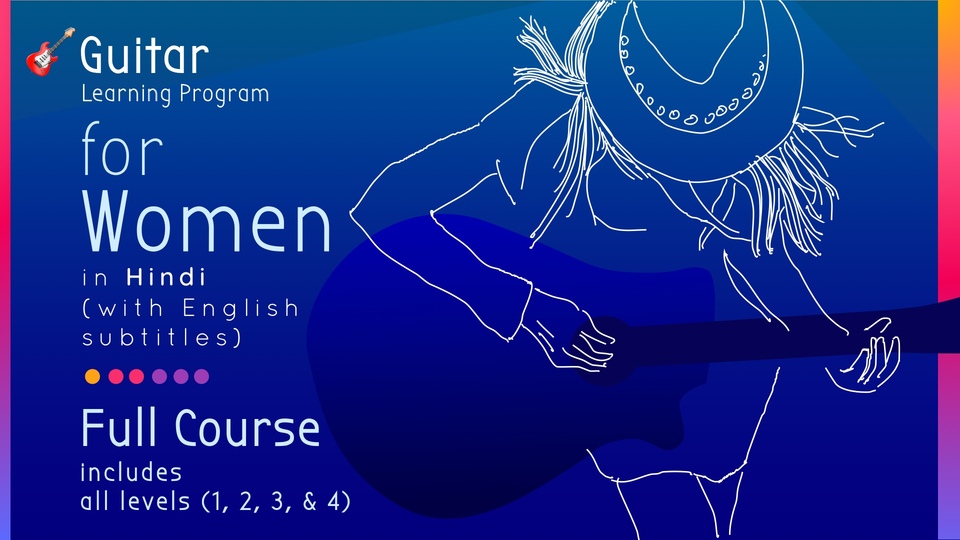 Guitar
Learning Program
for
Women
in Hindi
(with English
subtitles)
Full Course
includes
all levels (1, 2, 3, & 4)